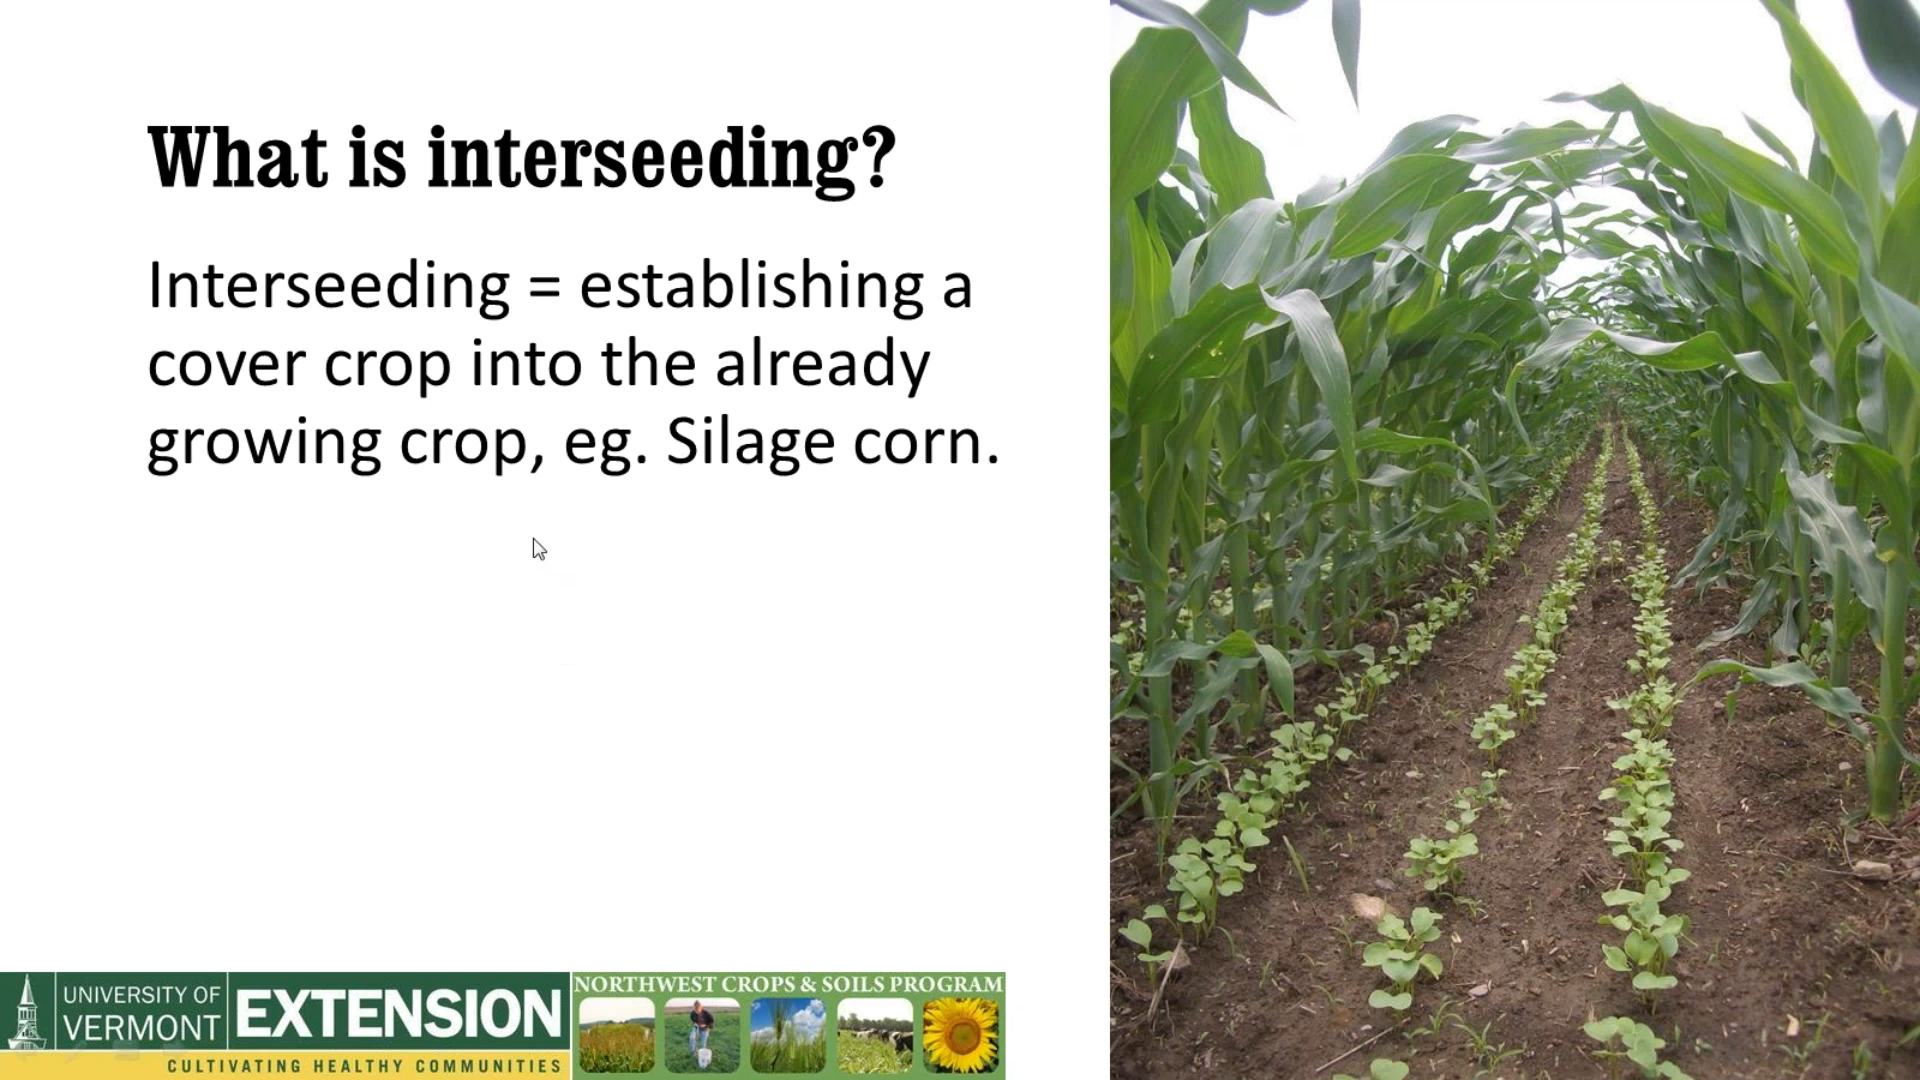 What is interseeding?
Interseeding = establishing a
cover crop into the already
growing crop, eg. Silage corn.
UNIVERSITY OF
VERMONT
EXTENSION
CULTIVATING HEALTHY COMMUNITIES
NORTHWEST CROPS & SOILS PROGRAM